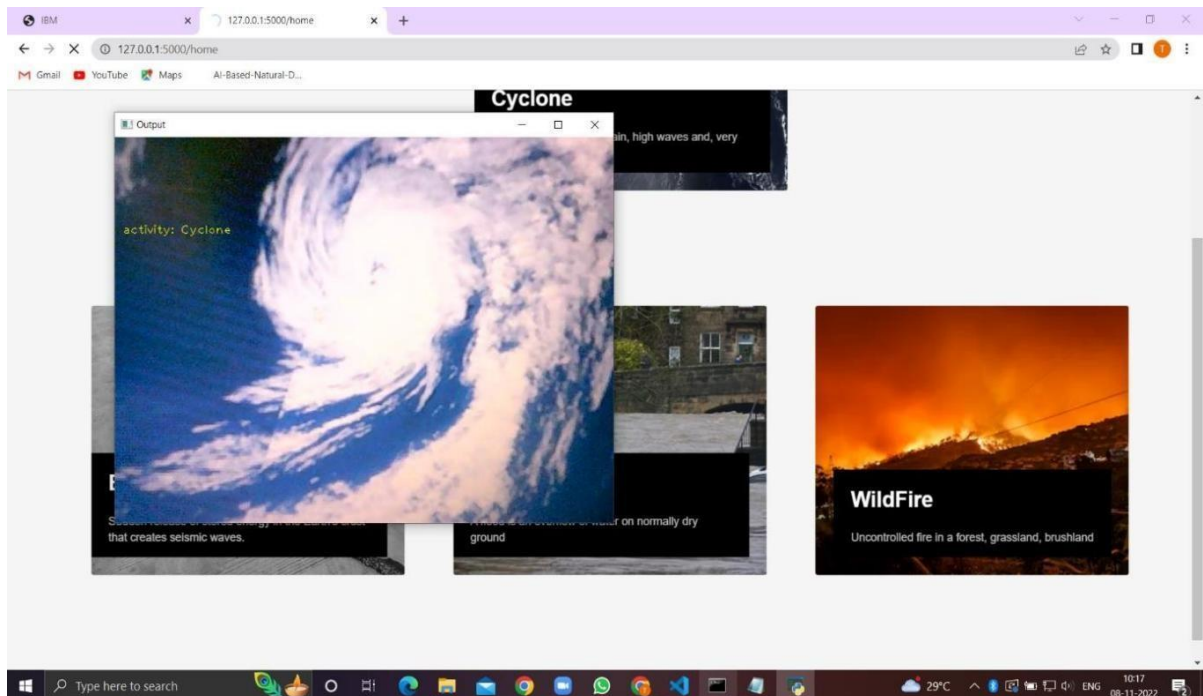 IBM
127.0.0.1:5000/home
127.0.0.1:5000/home
Gmail
YouTube
Maps
AI-Based-Natural-D...
T
Cyclone
ain, high waves and, very
Output
activity: Cyclone
E
that creates seismic waves.
on normally dry
ground
WildFire
Uncontrolled fire in a forest, grassland, brushland
Type here to search
29°C
ENG
10:17
08-11-2022